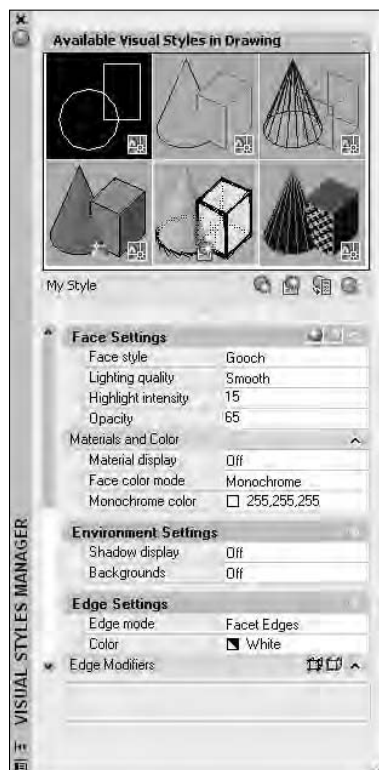 Available Visual Styles in Drawing
My Style
Face Settings
Face style Gooch
Lighting quality Smooth
Highlight intensity 15
Opacity 65
Materials and Color
Material display Off
Face color mode Monochrome
Monochrome color 255,255,255
Environment Settings
Shadow display Off
Backgrounds Off
Edge Settings
Edge mode Facet Edges
Color White
Edge Modifiers
VISUAL STYLES MANAGER